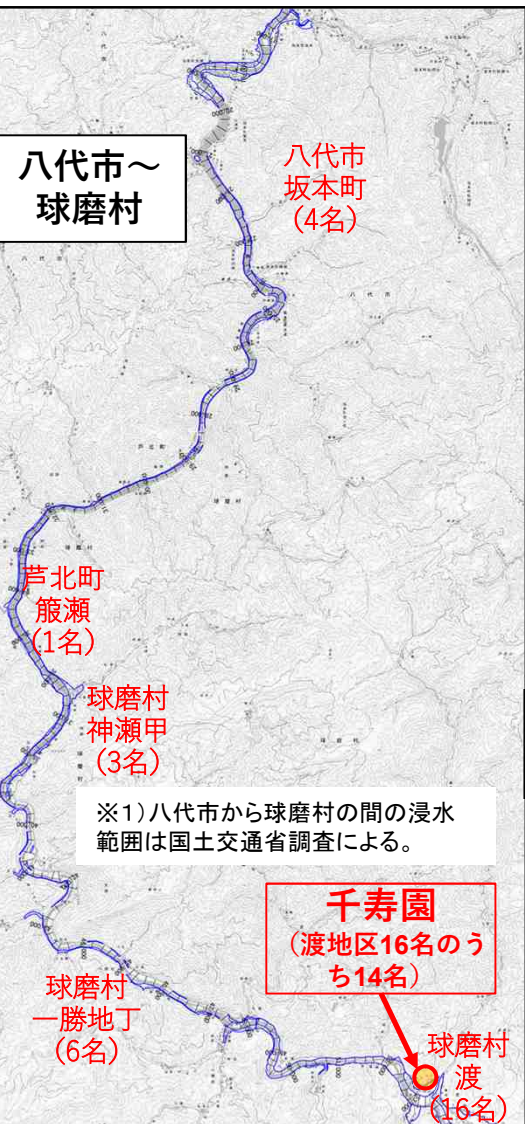 八代市～
球磨村
八代市
坂本町
(4名)
芦北町
箙瀬
(1名)
球磨村
神瀬甲
(3名)
※1）八代市から球磨村の間の浸水
範囲は国土交通省調査による。
千寿園
（渡地区16名のう
ち14名）
球磨村
一勝地丁
(6名)
球磨村
渡
(16名)